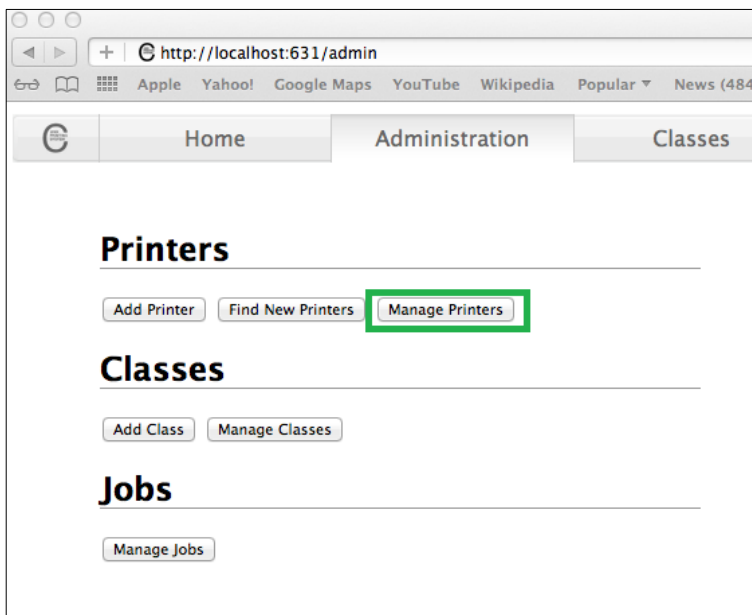 http://localhost:631/admin
Apple Yahoo! Google Maps YouTube Wikipedia Popular ▼ News (484
Home Administration Classes
Printers
Add Printer Find New Printers Manage Printers
Classes
Add Class Manage Classes
Jobs
Manage Jobs